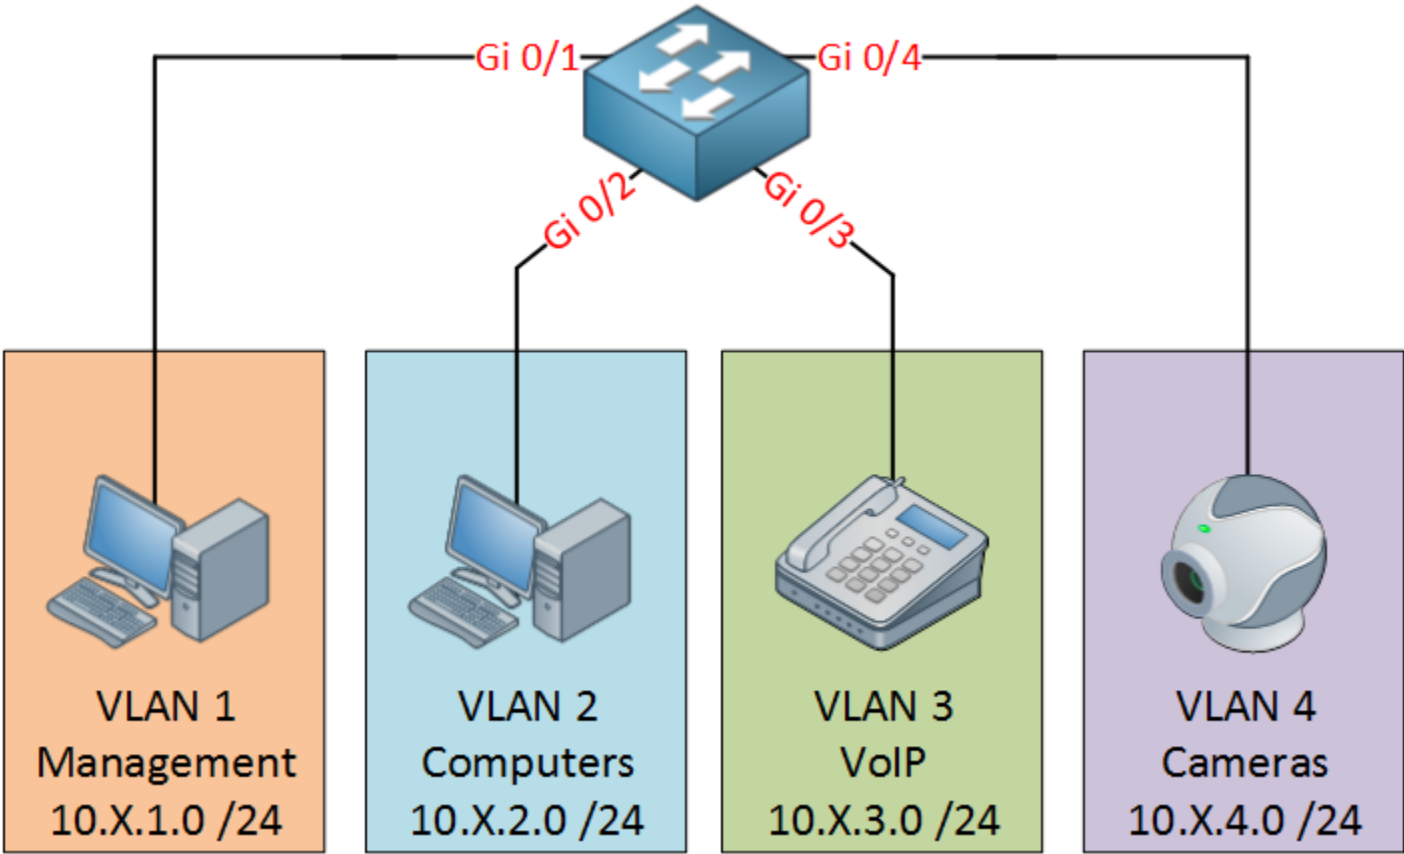 Gi 0/1
Gi 0/4
Gi 0/2
Gi 0/3
VLAN 1
Management
10.X.1.0 /24
VLAN 2
Computers
10.X.2.0 /24
VLAN 3
VoIP
10.X.3.0 /24
VLAN 4
Cameras
10.X.4.0 /24